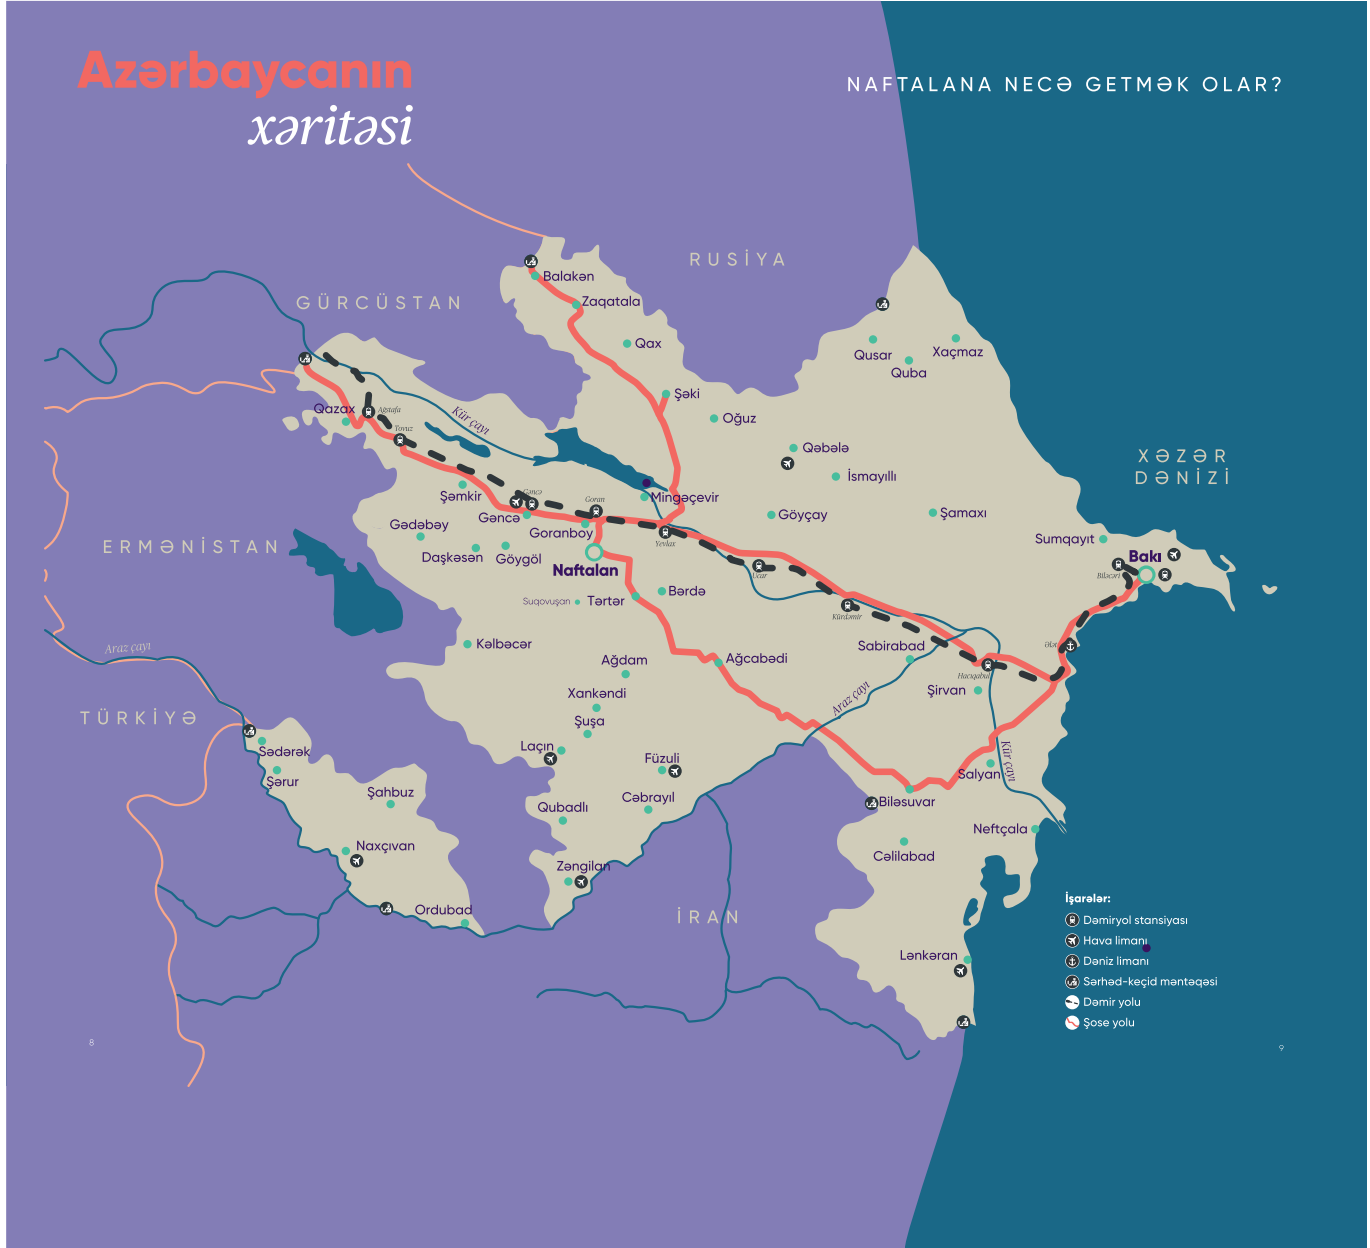 Azərbaycanın
xəritəsi
NAFTALANA NECƏ GETMƏK OLAR?
RUSİYA
GÜRCÜSTAN
Balakən
Zaqatala
Qax
Qusar
Xaçmaz
Quba
Şəki
Qazax
Ağstafa
Kür çayı
Oğuz
Tovuz
Qəbələ
XƏZƏR
DƏNİZİ
İsmayıllı
Şəmkir
Gəncə
Mingəçevir
Goran
Gəncə
Göyçay
Şamaxı
Gədəbəy
Goranboy
Sumqayıt
ERMƏNİSTAN
Yevlax
Daşkəsən
Göygöl
Bakı
Naftalan
Ucar
Biləcəri
Suqovuşan
Tərtər
Bərdə
Kürdəmir
Araz çayı
Kəlbəcər
Sabirabad
Ələt
Ağdam
Ağcabədi
Hacıqabul
Xankəndi
Şirvan
Araz çayı
TÜRKİYƏ
Şuşa
Sədərək
Laçın
Füzuli
Kür çayı
Salyan
Şərur
Şahbuz
Cəbrayıl
Biləsuvar
Qubadlı
Neftçala
Naxçıvan
Cəlilabad
Zəngilan
Ordubad
İRAN
Lənkəran
İşarələr:
Dəmiryol stansiyası
Hava limanı
Dəniz limanı
Sərhəd-keçid məntəqəsi
Dəmir yolu
Şose yolu
8
9